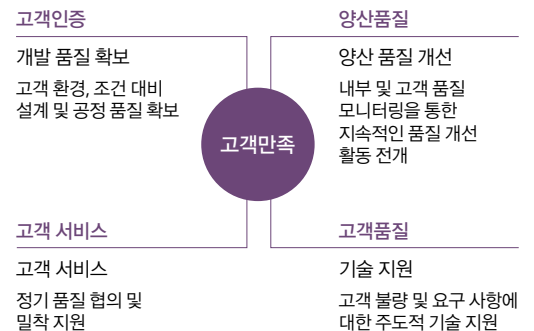 고객인증
개발 품질 확보
고객 환경, 조건 대비
설계 및 공정 품질 확보
양산품질
양산 품질 개선
내부 및 고객 품질
모니터링을 통한
지속적인 품질 개선
활동 전개
고객만족
고객 서비스
고객 서비스
정기 품질 협의 및
밀착 지원
고객품질
기술 지원
고객 불량 및 요구 사항에
대한 주도적 기술 지원